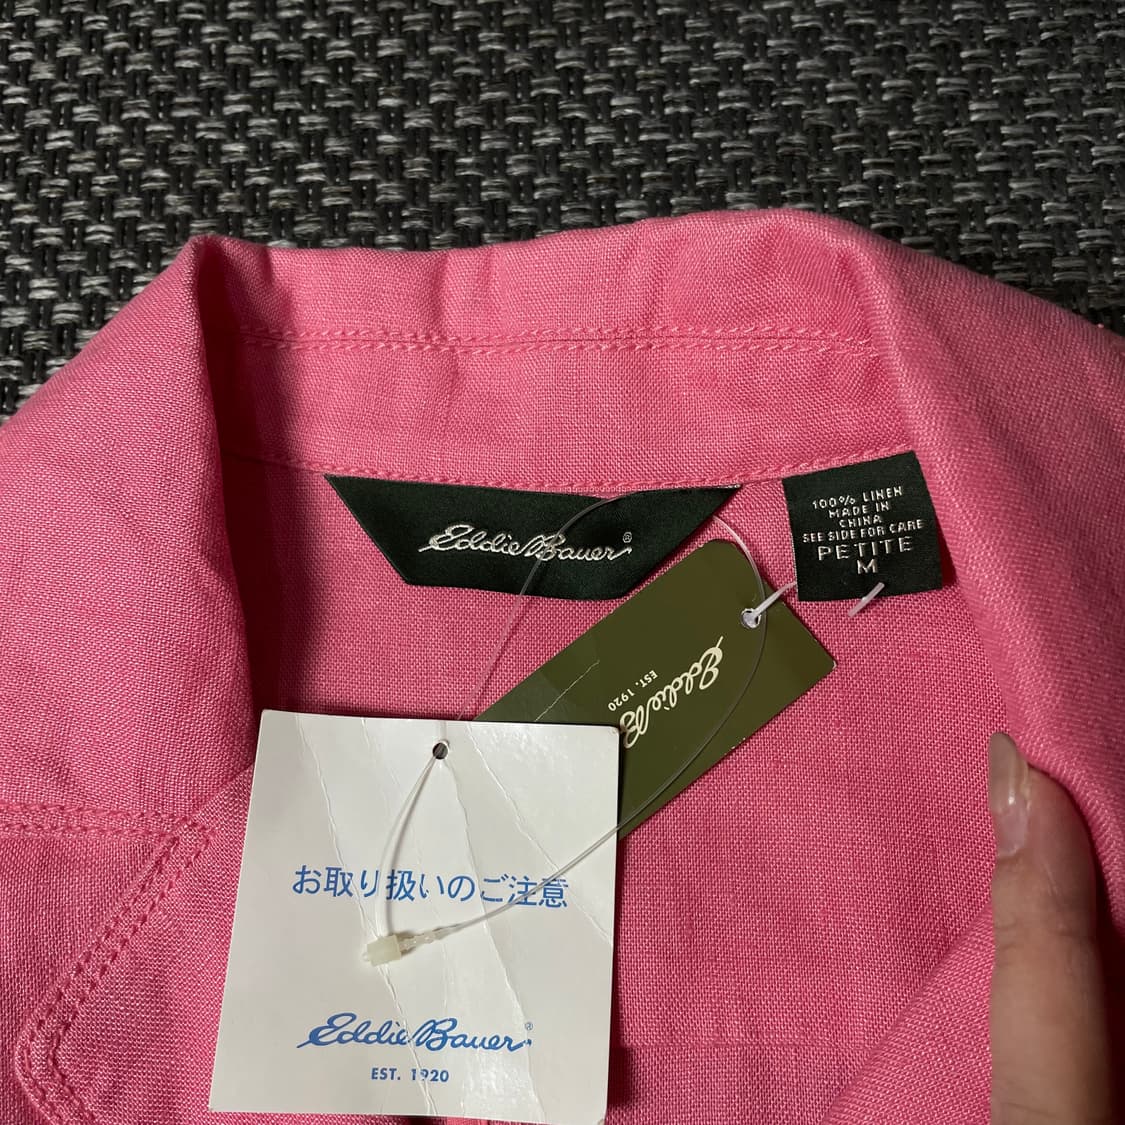 Eddie Bauer®
100% LINEN
MADE IN
CHINA
SEE SIDE FOR CARE
PETITE
M
Eddie B
EST. 1920
お取り扱いのご注意
Eddie Bauer®
EST. 1920